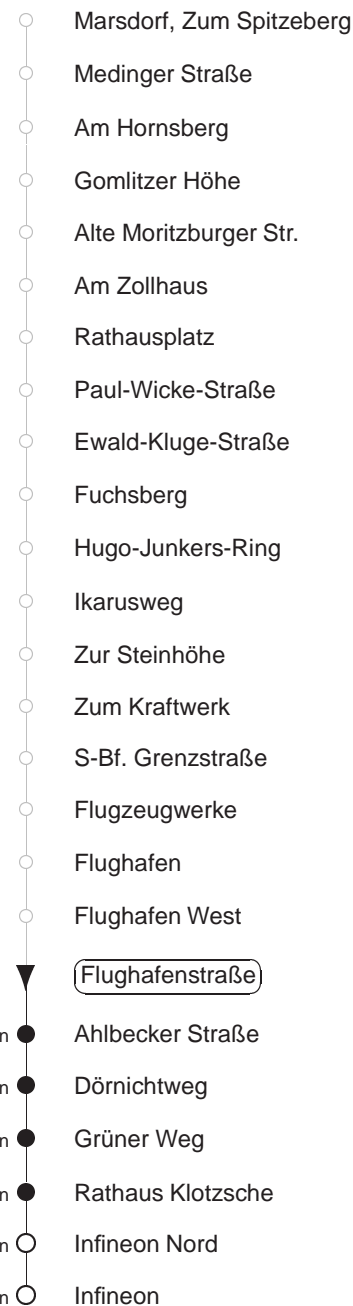 Marsdorf, Zum Spitzeberg
Medinger Straße
Am Hornsberg
Gomlitzer Höhe
Alte Moritzburger Str.
Am Zollhaus
Rathausplatz
Paul-Wicke-Straße
Ewald-Kluge-Straße
Fuchsberg
Hugo-Junkers-Ring
Ikarusweg
Zur Steinhöhe
Zum Kraftwerk
S-Bf. Grenzstraße
Flugzeugwerke
Flughafen
Flughafen West
Flughafenstraße
n Ahlbecker Straße
n Dörnichtweg
n Grüner Weg
n Rathaus Klotzsche
n Infineon Nord
n Infineon